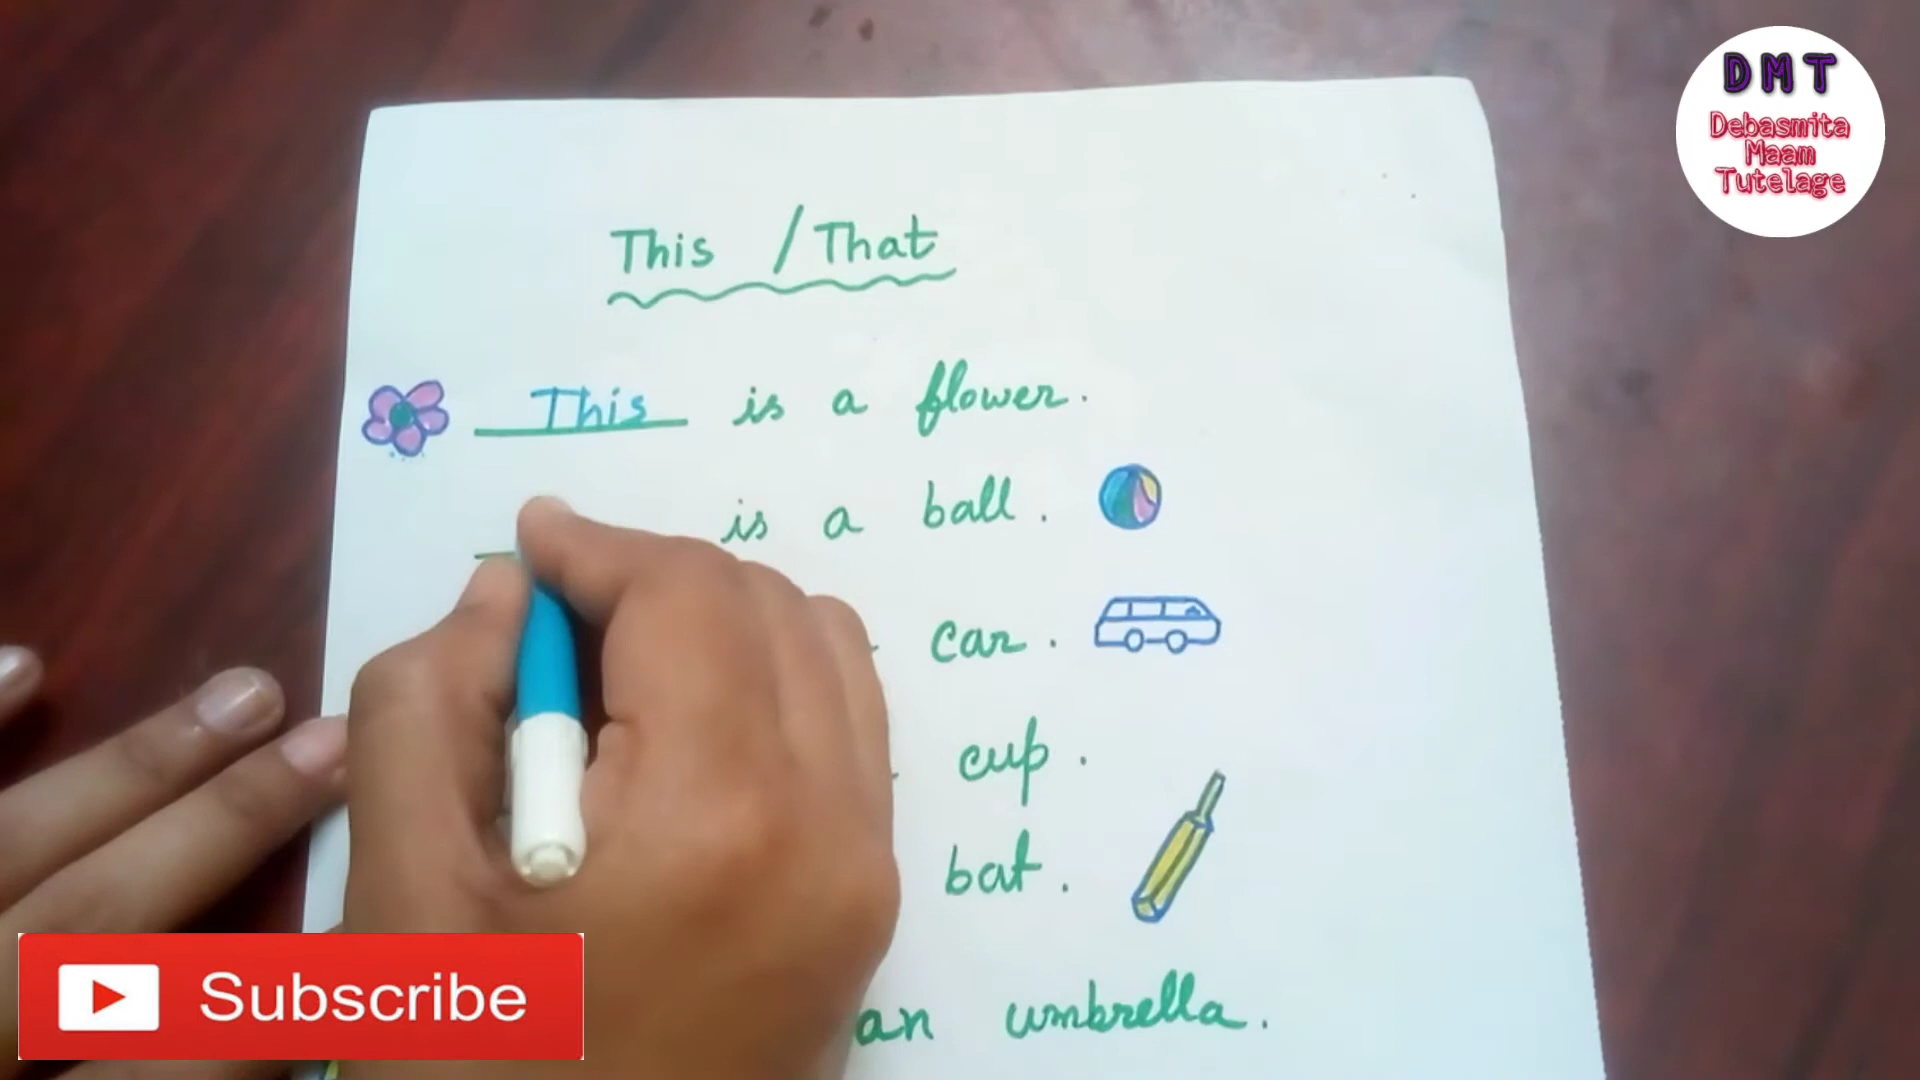 DMT
Debasmita
Maam
Tutelage
This / That
This is a flower.
is a ball.
car.
cup.
bat.
an umbrella.
Subscribe